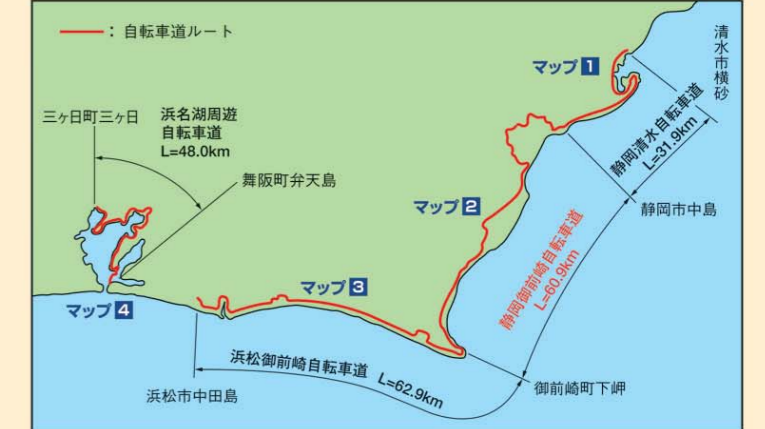 ：自転車道ルート
清水市横砂
マップ1
静岡清水自転車道
L=31.9km
三ヶ日町三ヶ日
浜名湖周遊
自転車道
L=48.0km
舞阪町弁天島
マップ2
静岡市中島
静岡御前崎自転車道
L=60.9km
マップ3
マップ4
浜松御前崎自転車道 L=62.9km
浜松市中田島
御前崎町下岬